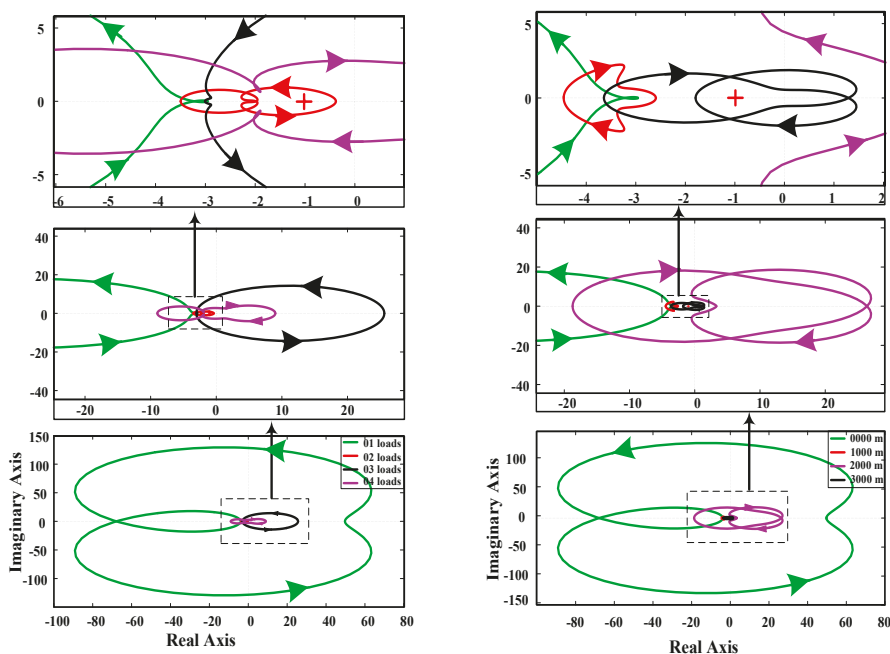 5
0
-5
-6 -5 -4 -3 -2 -1 0
40
20
0
-20
-40
-20 -10 0 10 20
Imaginary Axis
150
100
50
0
-50
-100
01 loads
02 loads
03 loads
04 loads
-100 -80 -60 -40 -20 0 20 40 60 80
Real Axis
5
0
-5
-4 -3 -2 -1 0 1 2
40
20
0
-20
-40
-20 -10 0 10 20
Imaginary Axis
100
50
0
-50
-100
-150
0000 m
1000 m
2000 m
3000 m
-80 -60 -40 -20 0 20 40 60 80
Real Axis